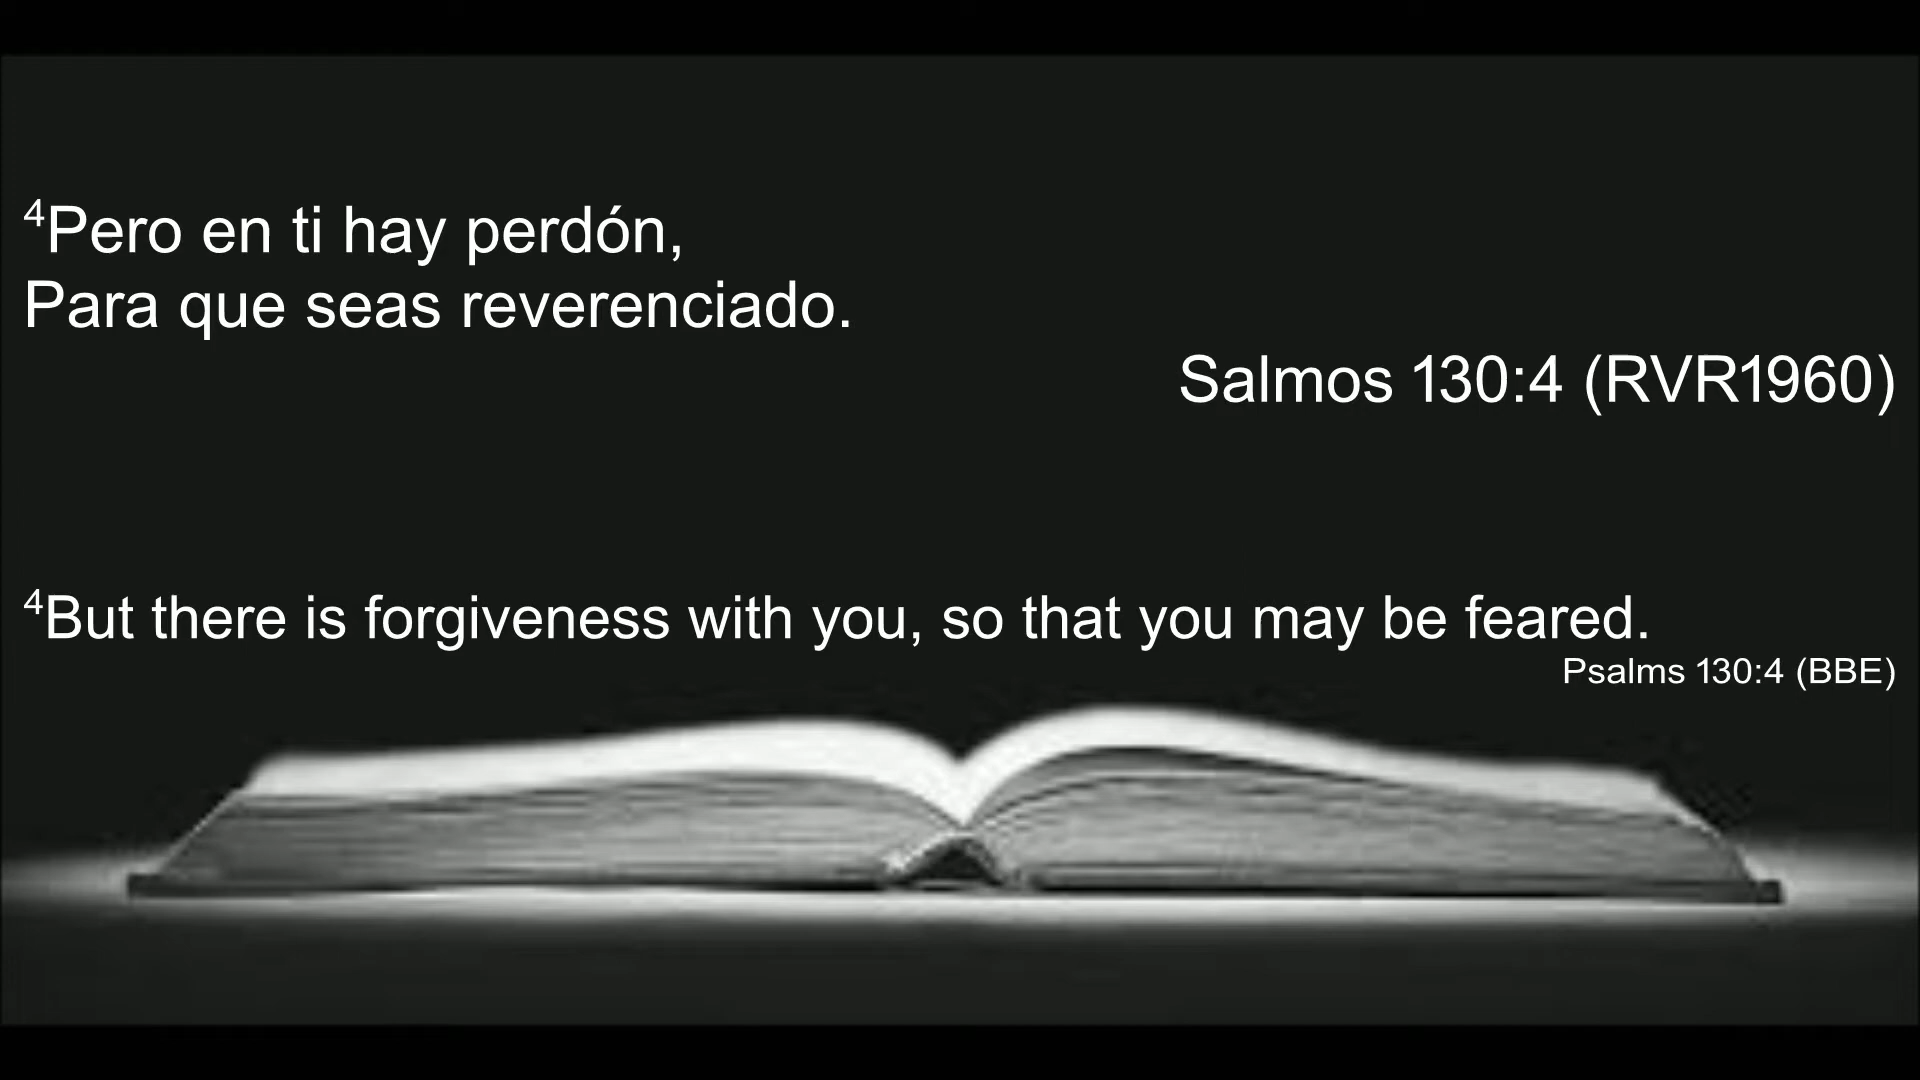 ⁴Pero en ti hay perdón,
Para que seas reverenciado.
Salmos 130:4 (RVR1960)
⁴But there is forgiveness with you, so that you may be feared.
Psalms 130:4 (BBE)